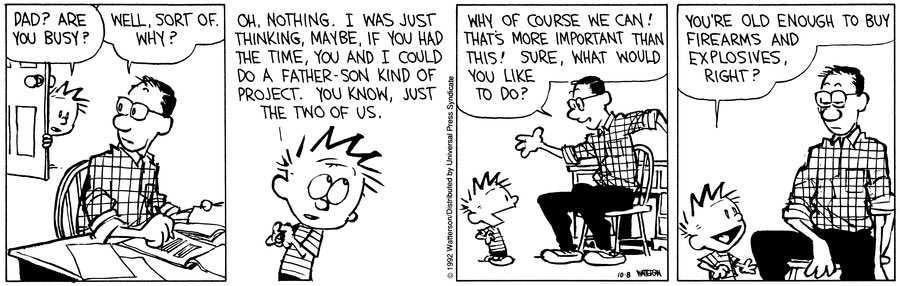 DAD? ARE
YOU BUSY?
WELL, SORT OF.
WHY?
OH, NOTHING. I WAS JUST
THINKING, MAYBE, IF YOU HAD
THE TIME, YOU AND I COULD
DO A FATHER-SON KIND OF
PROJECT. YOU KNOW, JUST
THE TWO OF US.
© 1992 Watterson/Distributed by Universal Press Syndicate
WHY OF COURSE WE CAN!
THAT'S MORE IMPORTANT THAN
THIS! SURE, WHAT WOULD
YOU LIKE
TO DO?
10-8 WATTERSON
YOU'RE OLD ENOUGH TO BUY
FIREARMS AND
EXPLOSIVES,
RIGHT?